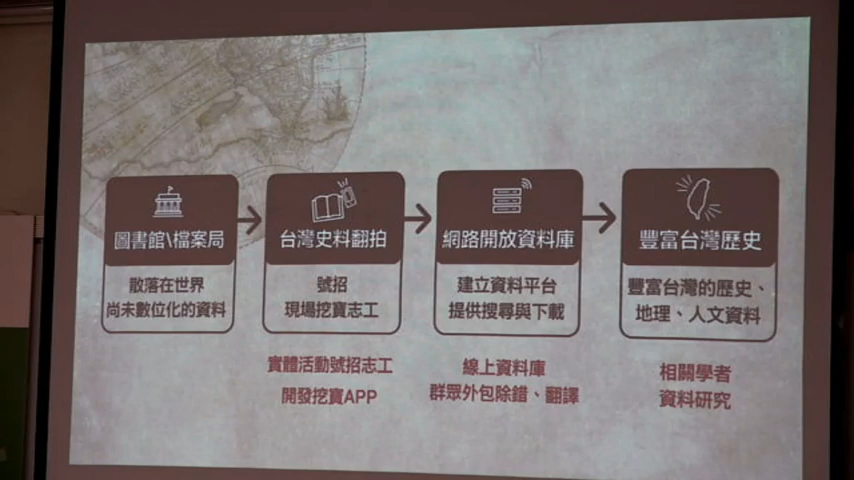 圖書館\檔案局
散落在世界
尚未數位化的資料
台灣史料翻拍
號招
現場挖寶志工
實體活動號招志工
開發挖寶APP
網路開放資料庫
建立資料平台
提供搜尋與下載
線上資料庫
群眾外包除錯、翻譯
豐富台灣歷史
豐富台灣的歷史、
地理、人文資料
相關學者
資料研究